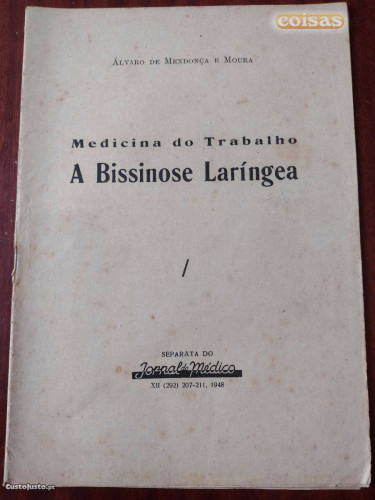 coisas
ÁLVARO DE MENDONÇA E MOURA
Medicina do Trabalho
A Bissinose Laríngea
/
SEPARATA DO
Jornal do Médico
XII (292) 207-211, 1948
CustoJusto.pt